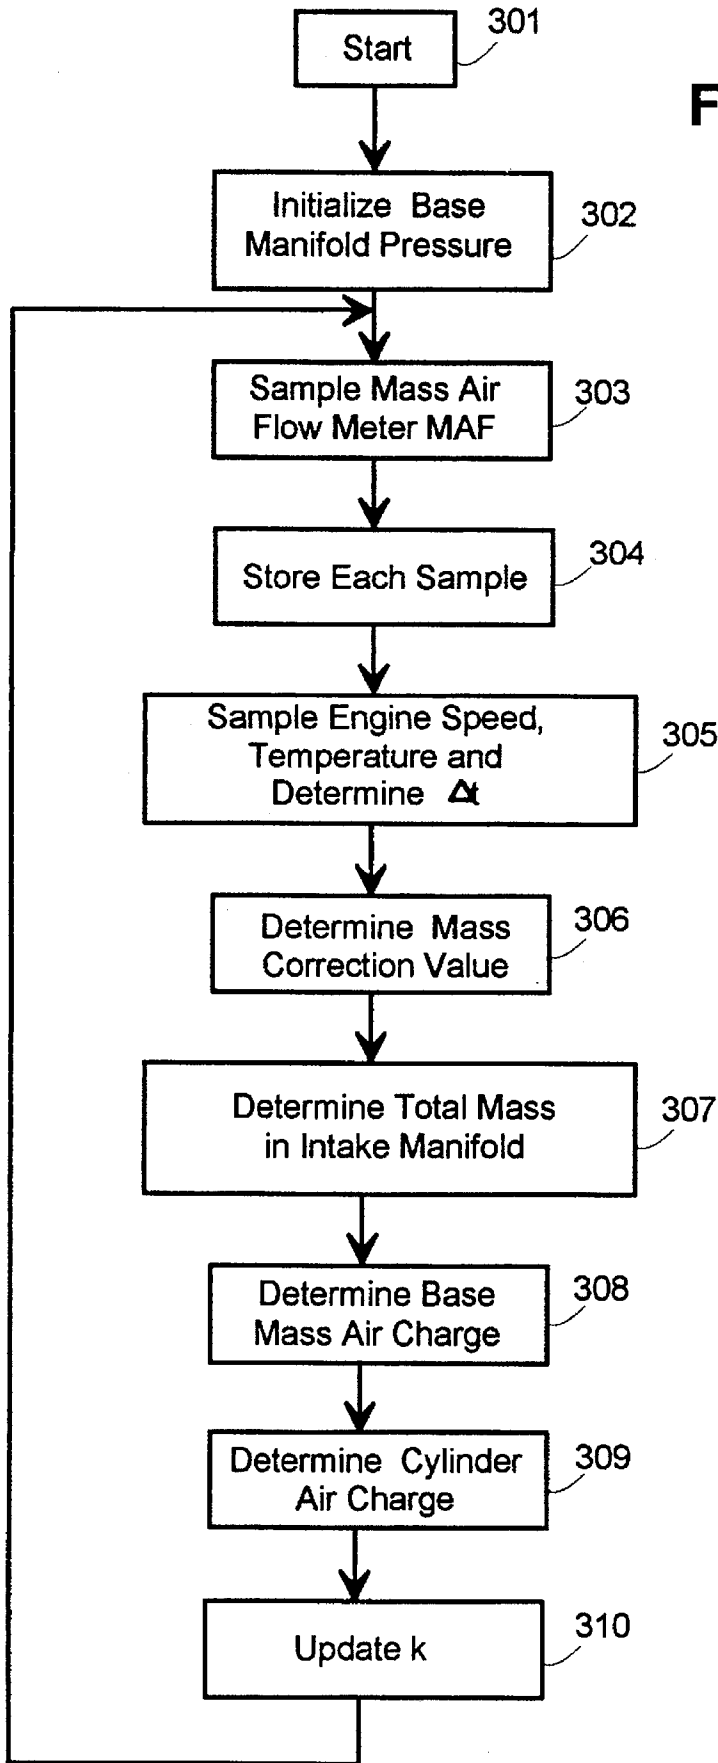 Start
301
F
Initialize Base
Manifold Pressure
302
Sample Mass Air
Flow Meter MAF
303
Store Each Sample
304
Sample Engine Speed,
Temperature and
Determine Δt
305
Determine Mass
Correction Value
306
Determine Total Mass
in Intake Manifold
307
Determine Base
Mass Air Charge
308
Determine Cylinder
Air Charge
309
Update k
310